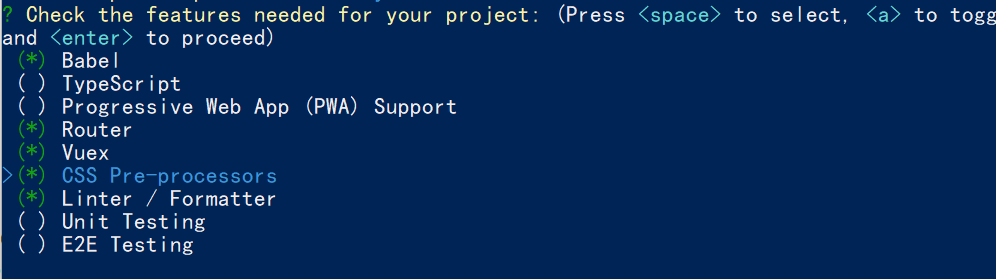 ? Check the features needed for your project: (Press <space> to select, <a> to togg
and <enter> to proceed)
(*) Babel
( ) TypeScript
( ) Progressive Web App (PWA) Support
(*) Router
(*) Vuex
>(*) CSS Pre-processors
(*) Linter / Formatter
( ) Unit Testing
( ) E2E Testing